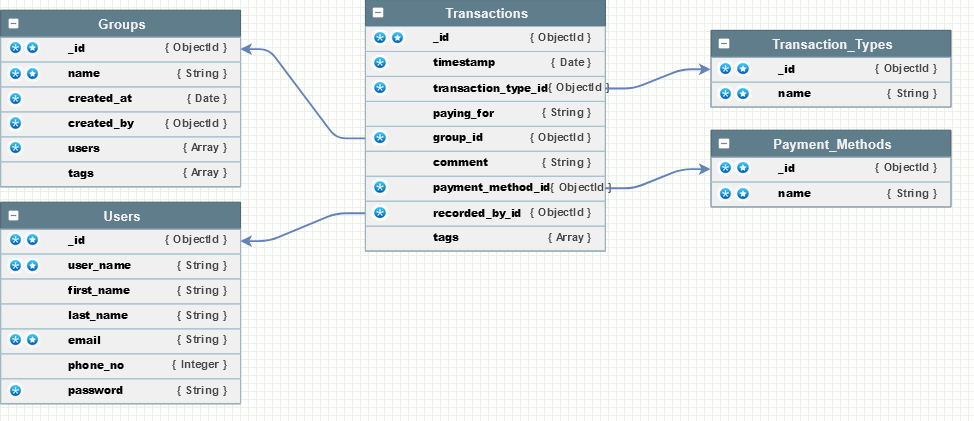 Groups
_id { ObjectId }
name { String }
created_at { Date }
created_by { ObjectId }
users { Array }
tags { Array }
Users
_id { ObjectId }
user_name { String }
first_name { String }
last_name { String }
email { String }
phone_no { Integer }
password { String }
Transactions
_id { ObjectId }
timestamp { Date }
transaction_type_id{ ObjectId }
paying_for { String }
group_id { ObjectId }
comment { String }
payment_method_id{ ObjectId }
recorded_by_id { ObjectId }
tags { Array }
Transaction_Types
_id { ObjectId }
name { String }
Payment_Methods
_id { ObjectId }
name { String }